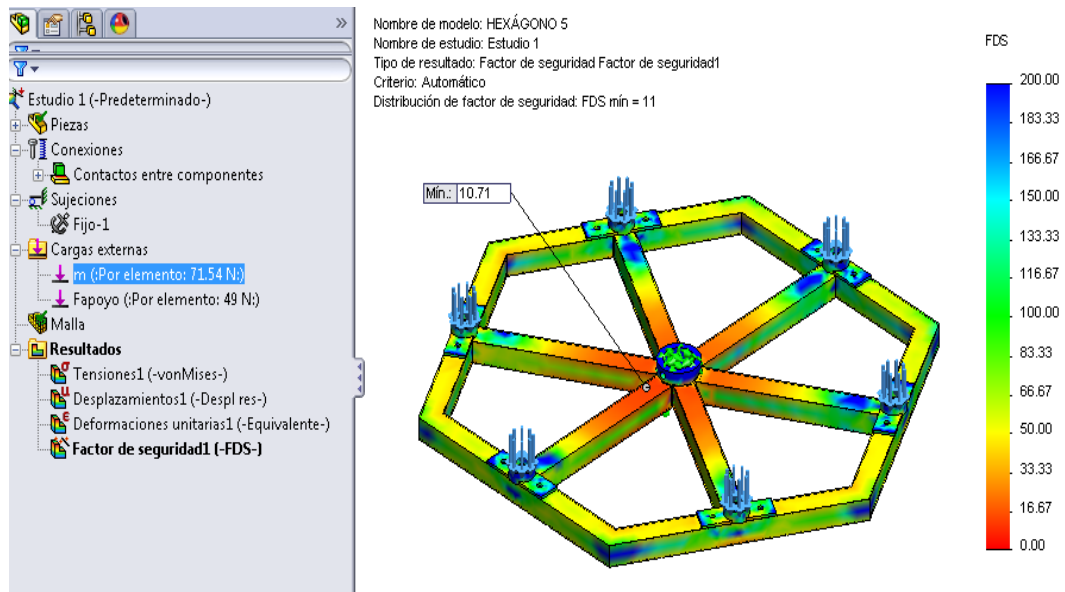 Estudio 1 (-Predeterminado-)
Piezas
Conexiones
Contactos entre componentes
Sujeciones
Fijo-1
Cargas externas
m (:Por elemento: 71.54 N:)
Fapoyo (:Por elemento: 49 N:)
Malla
Resultados
Tensiones1 (-vonMises-)
Desplazamientos1 (-Despl res-)
Deformaciones unitarias1 (-Equivalente-)
Factor de seguridad1 (-FDS-)
Nombre de modelo: HEXÁGONO 5
Nombre de estudio: Estudio 1
Tipo de resultado: Factor de seguridad Factor de seguridad1
Criterio: Automático
Distribución de factor de seguridad: FDS mín = 11
Mín.: 10.71
FDS
200.00
183.33
166.67
150.00
133.33
116.67
100.00
83.33
66.67
50.00
33.33
16.67
0.00